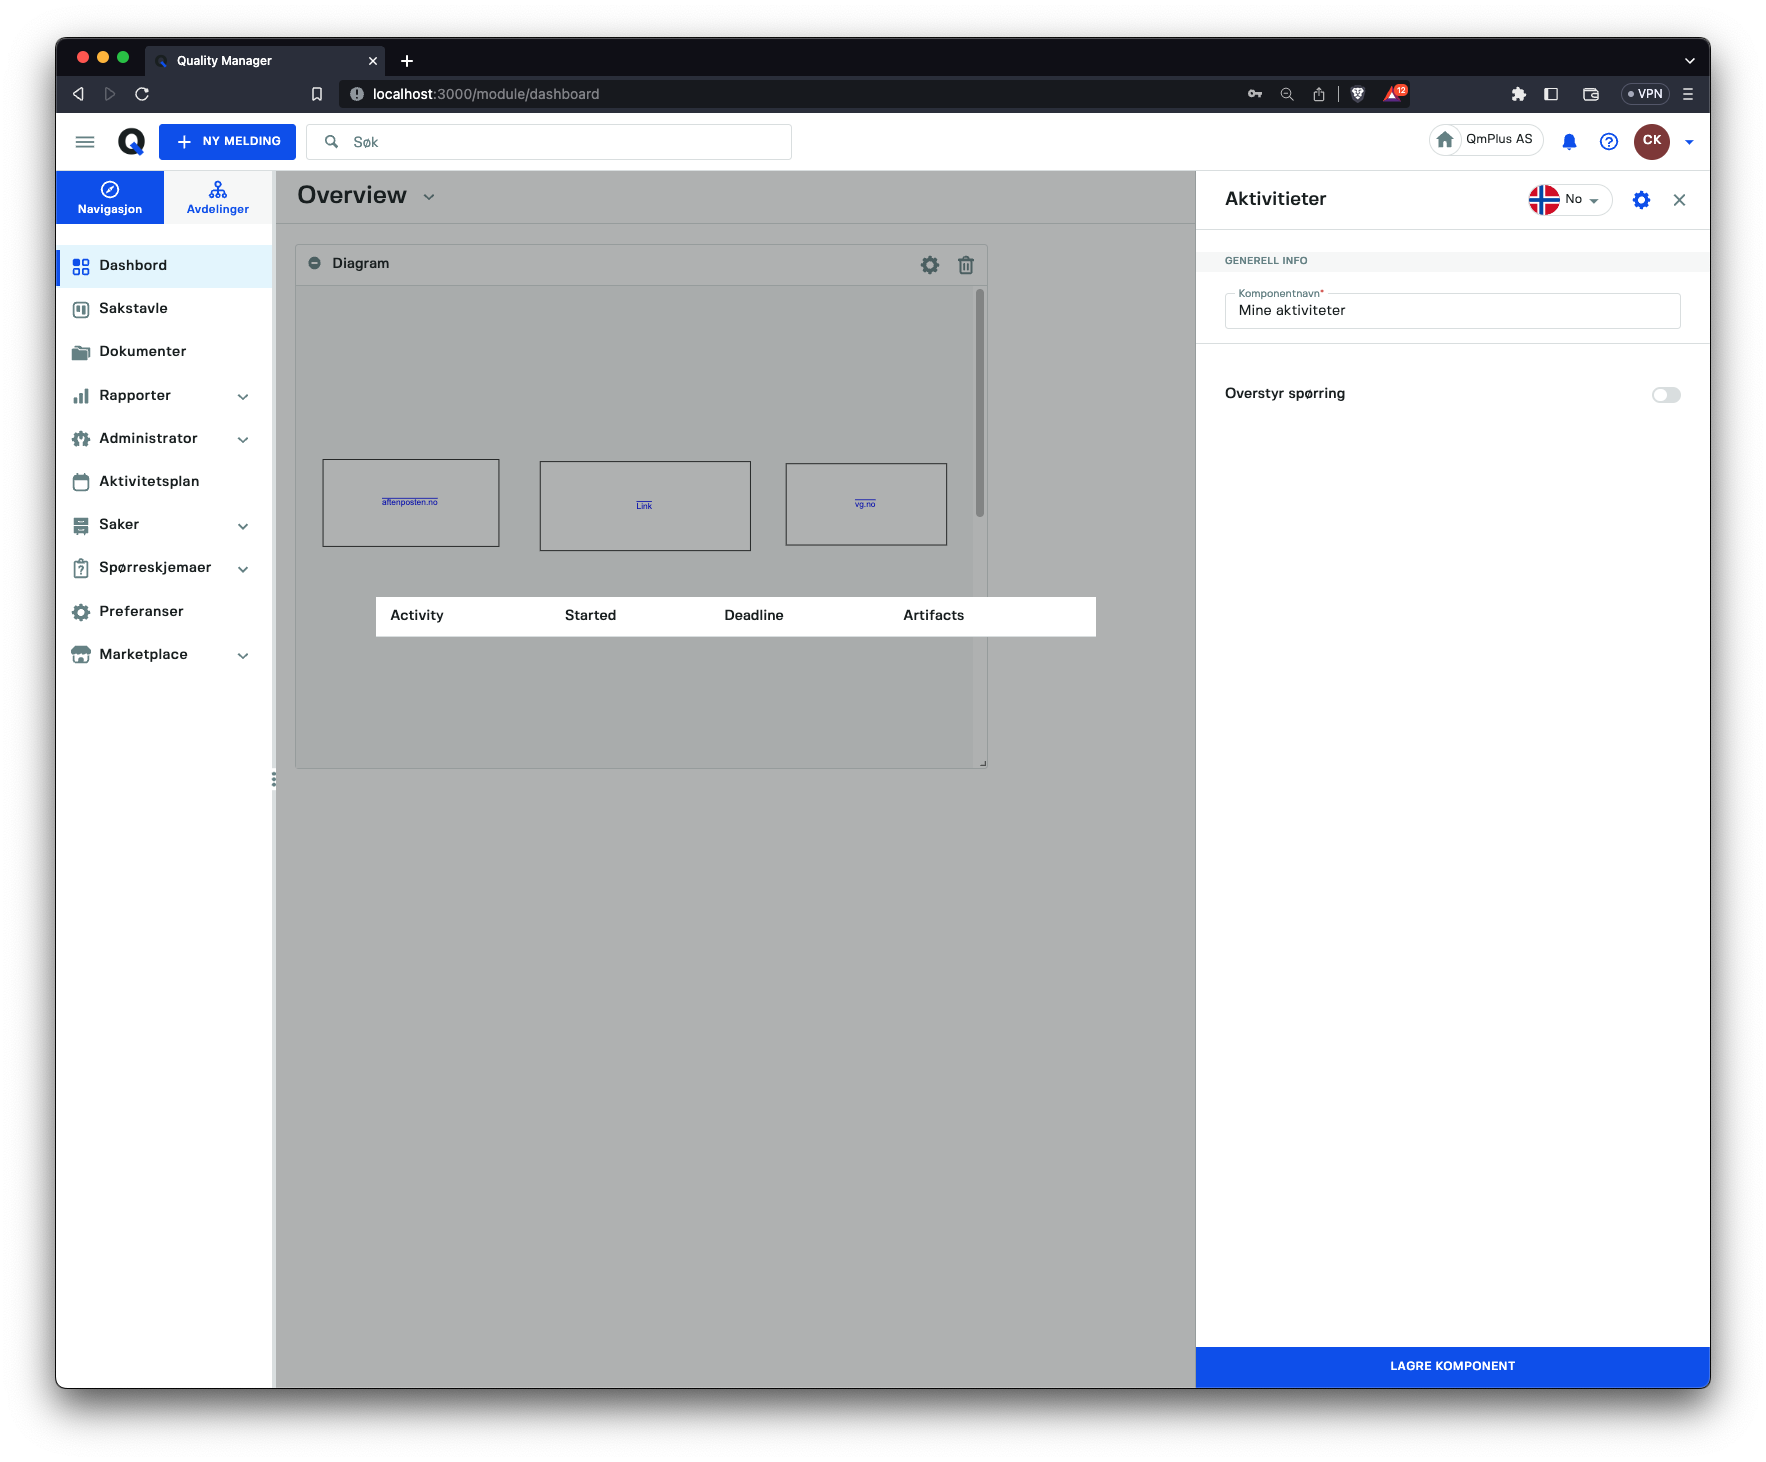 Quality Manager
localhost:3000/module/dashboard
12
VPN
NY MELDING
Søk
QmPlus AS
CK
Navigasjon
Avdelinger
Dashbord
Sakstavle
Dokumenter
Rapporter
Administrator
Aktivitetsplan
Saker
Spørreskjemaer
Preferanser
Marketplace
Overview
Diagram
aftenposten.no
Link
vg.no
Activity Started Deadline Artifacts
Aktivitieter
No
GENERELL INFO
Komponentnavn*
Mine aktiviteter
Overstyr spørring
LAGRE KOMPONENT